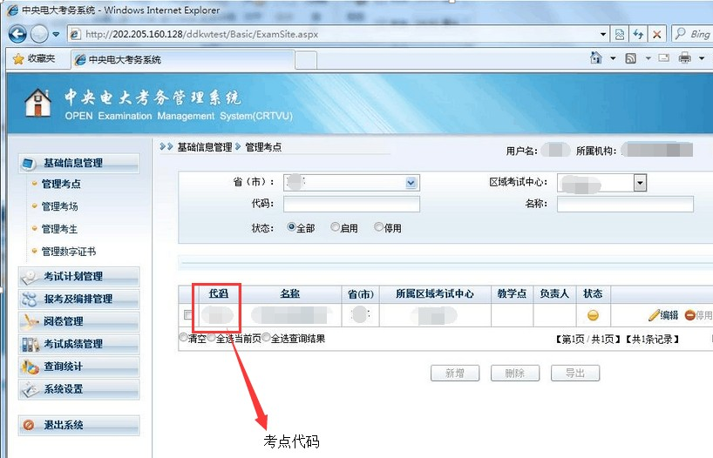 中央电大考务系统 - Windows Internet Explorer
http://202.205.160.128/ddkwtest/Basic/ExamSite.aspx
Bing
收藏夹
中央电大考务系统
中央电大考务管理系统
OPEN Examination Management System(CRTVU)
基础信息管理
管理考点
管理考场
管理考生
管理数字证书
考试计划管理
报考及编排管理
阅卷管理
考试成绩管理
查询统计
系统设置
退出系统
基础信息管理 管理考点
用户名: 所属机构:
省（市）: 区域考试中心:
代码: 名称:
状态: 全部 启用 停用
代码 名称 省(市) 所属区域考试中心 教学点 负责人 状态
编辑 停用
清空 全选当前页 全选查询结果 【第1页 / 共1页】【共1条记录】
新增 删除 导出
考点代码